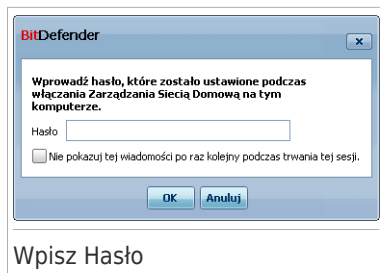 BitDefender
Wprowadź hasło, które zostało ustawione podczas
włączania Zarządzania Siecią Domową na tym
komputerze.
Hasło
Nie pokazuj tej wiadomości po raz kolejny podczas trwania tej sesji.
OK Anuluj
Wpisz Hasło